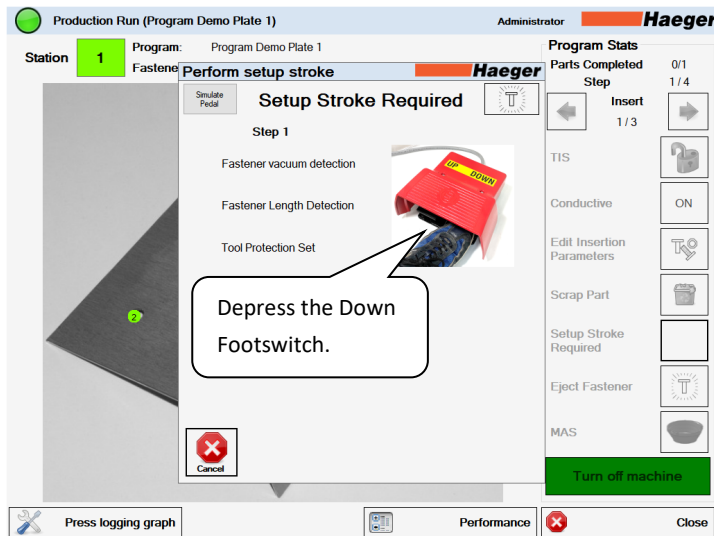 Production Run (Program Demo Plate 1)
Administrator
Haeger
Station
1
Program: Program Demo Plate 1
Fastene
Perform setup stroke
Haeger
Simulate
Pedal
Setup Stroke Required
T
Step 1
Fastener vacuum detection
Fastener Length Detection
Tool Protection Set
UP DOWN
Depress the Down
Footswitch.
2
Cancel
Program Stats
Parts Completed 0/1
Step 1 / 4
Insert
1 / 3
TIS
Conductive ON
Edit Insertion
Parameters
Scrap Part
Setup Stroke
Required
Eject Fastener
T
MAS
Turn off machine
Press logging graph
Performance
Close